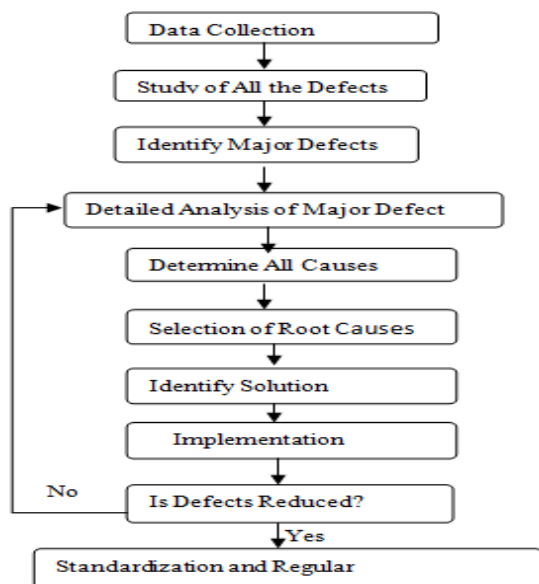 Data Collection
Study of All the Defects
Identify Major Defects
Detailed Analysis of Major Defect
Determine All Causes
Selection of Root Causes
Identify Solution
Implementation
No
Is Defects Reduced?
Yes
Standardization and Regular